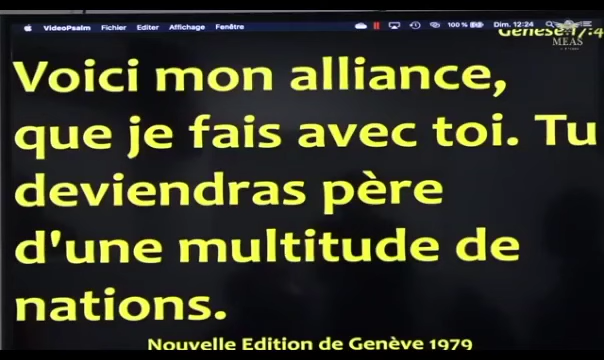 VideoPsalm Fichier Editer Affichage Fenêtre 100 % Dim. 12:24
Genèse 17:4
MEAS
Voici mon alliance,
que je fais avec toi. Tu
deviendras père
d'une multitude de
nations.
Nouvelle Edition de Genève 1979